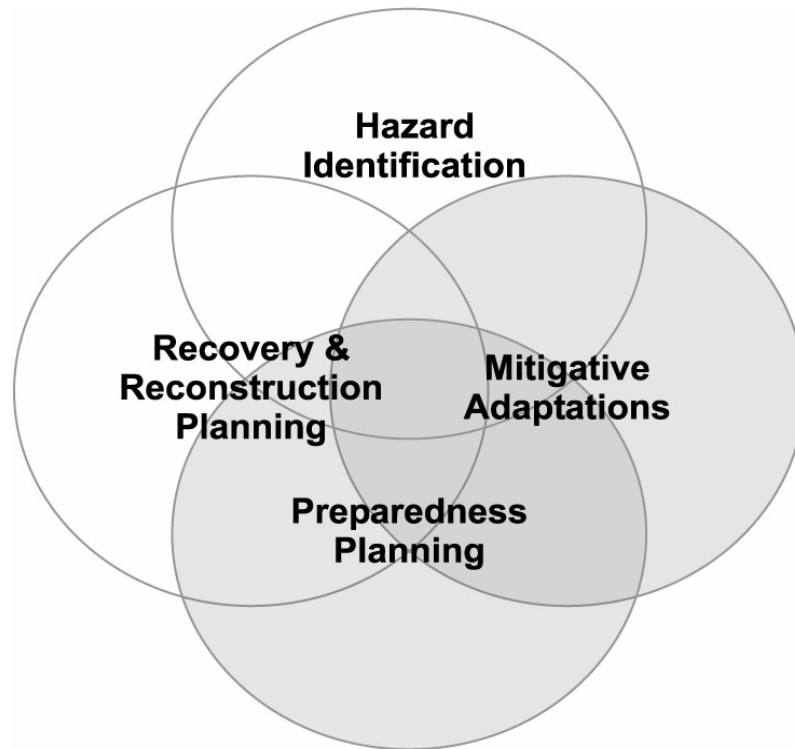 Hazard
Identification
Recovery &
Reconstruction
Planning
Mitigative
Adaptations
Preparedness
Planning